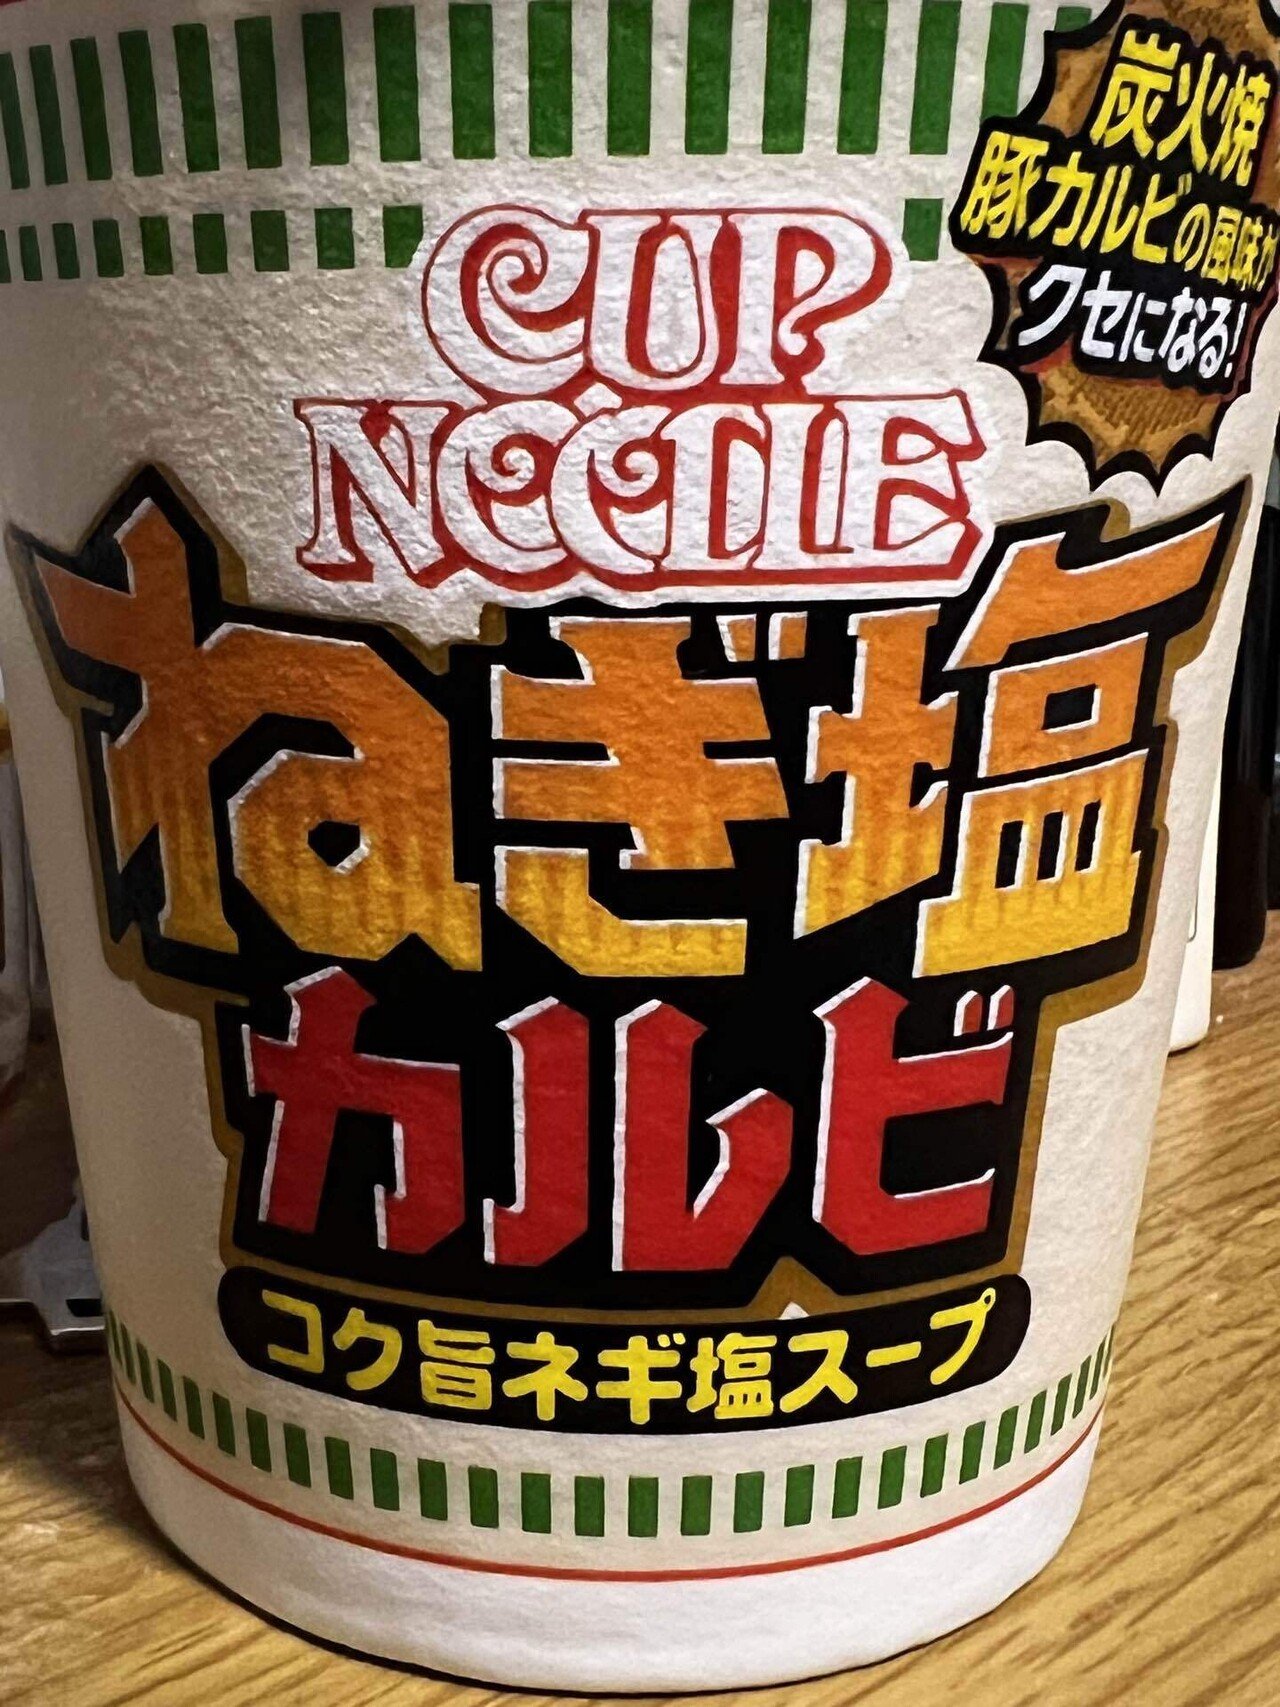 炭火焼
豚カルビの風味が
クセになる!
CUP
NOODLE
ねぎ塩
カルビ
コク旨ネギ塩スープ